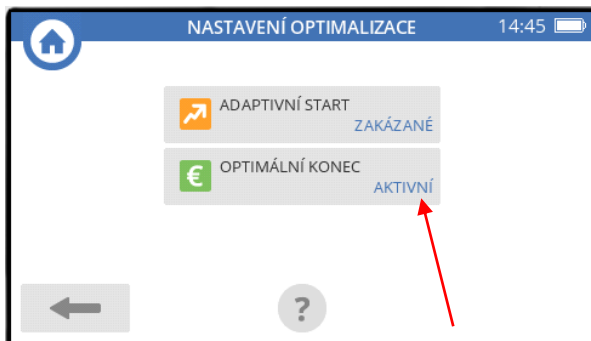 NASTAVENÍ OPTIMALIZACE 14:45
ADAPTIVNÍ START
ZAKÁZANÉ
€ OPTIMÁLNÍ KONEC
AKTIVNÍ
?